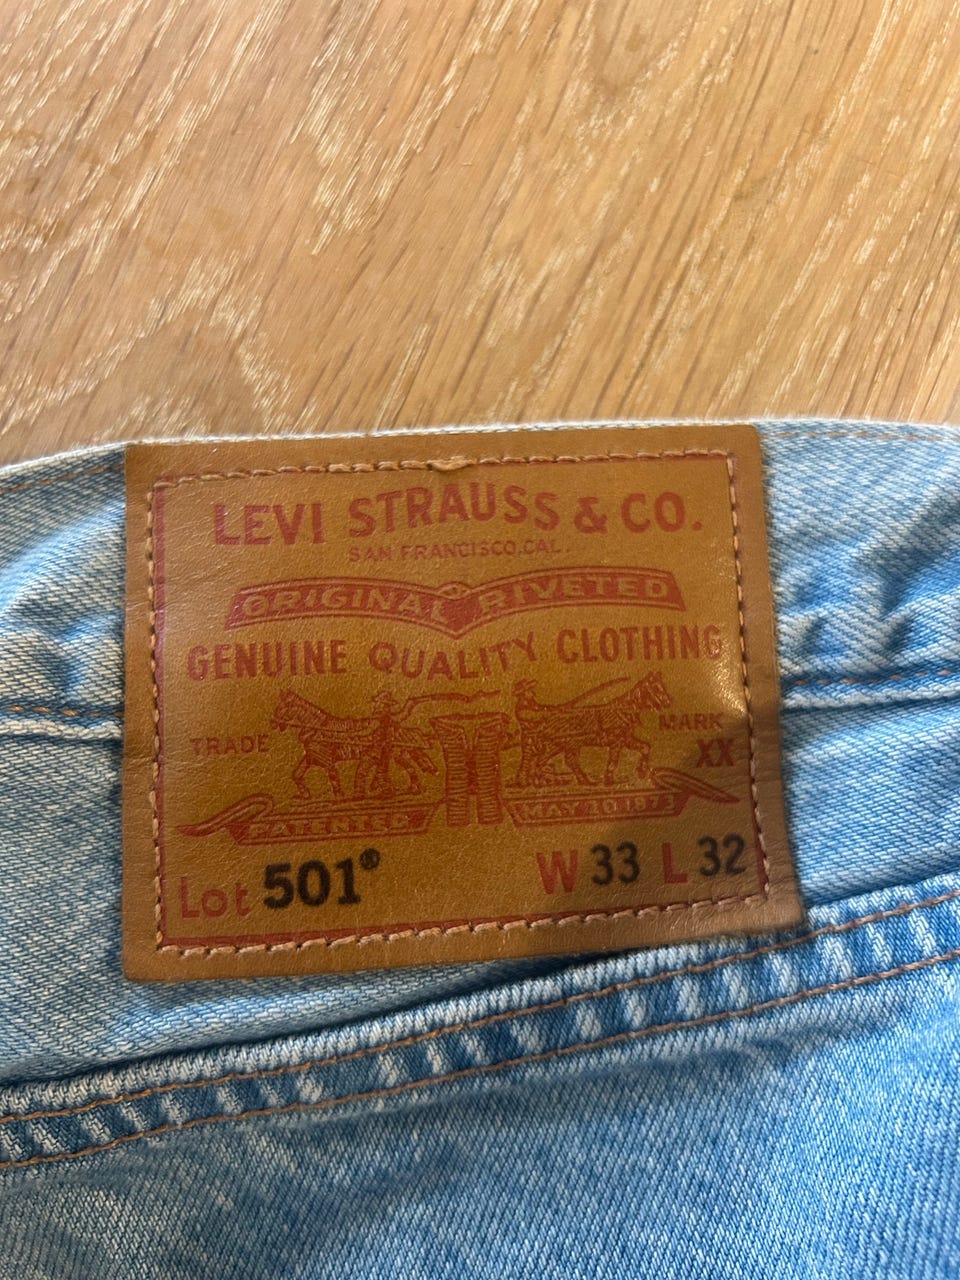 LEVI STRAUSS & CO.
SAN FRANCISCO, CAL.
ORIGINAL RIVETED
GENUINE QUALITY CLOTHING
TRADE MARK
XX
PATENTED MAY 20 1873
Lot 501® W 33 L 32